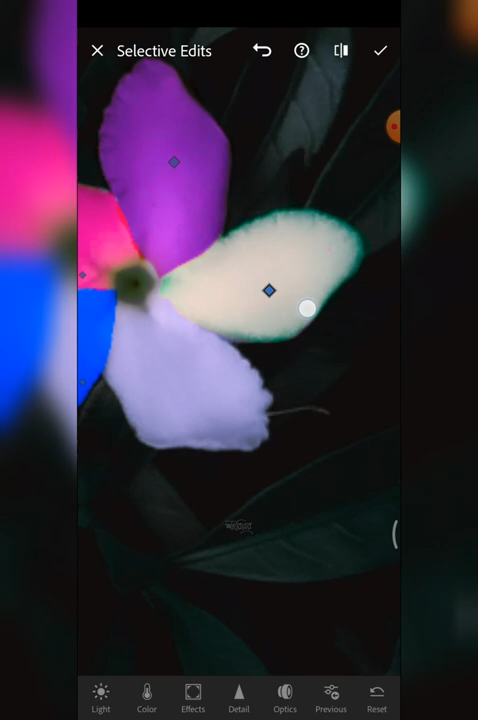 Selective Edits
Light
Color
Effects
Detail
Optics
Previous
Reset